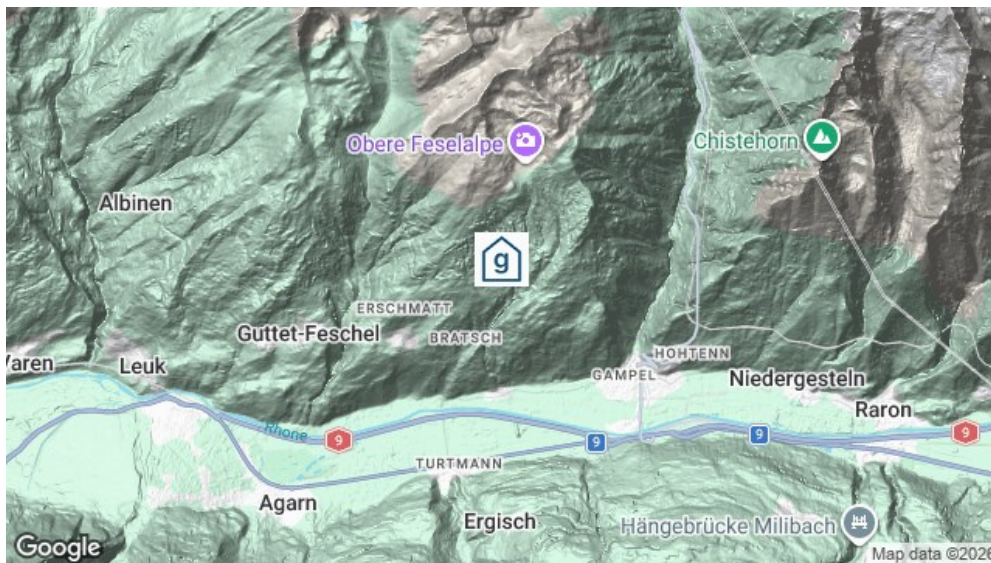 Obere Feselalpe
Chistehorn
Albinen
g
ERSCHMATT
Guttet-Feschel
BRATSCH
HOHTENN
Varen
Leuk
GAMPEL
Niedergesteln
Raron
Rhone
9
9
9
9
TURTMANN
Agarn
Ergisch
Hängebrücke Milibach
Google
Map data ©2026